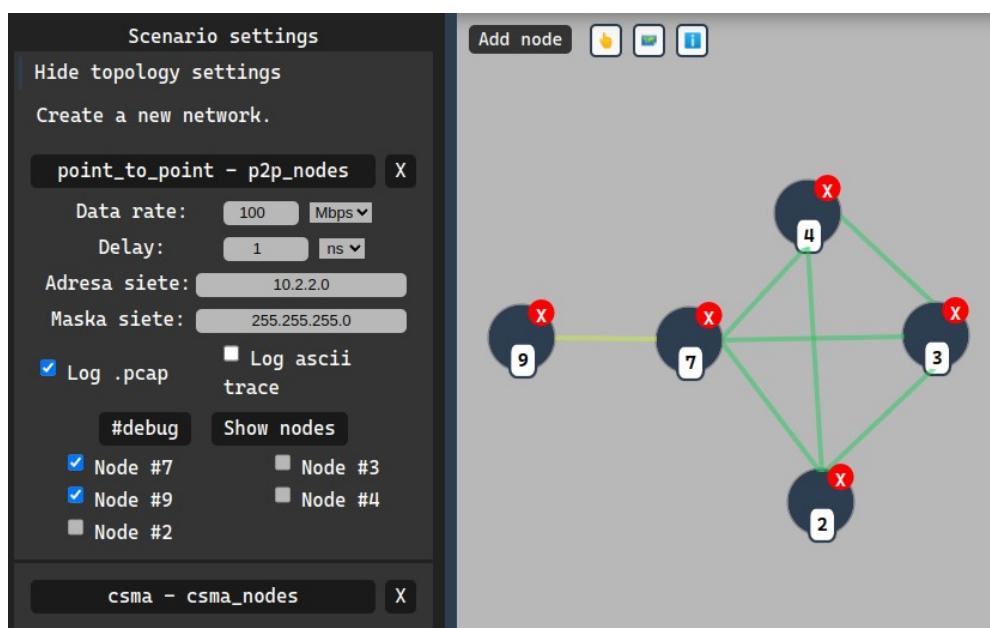 Scenario settings
Hide topology settings
Create a new network.
point_to_point - p2p_nodes X
Data rate: 100 Mbps
Delay: 1 ns
Adresa siete: 10.2.2.0
Maska siete: 255.255.255.0
Log .pcap Log ascii trace
#debug Show nodes
Node #7 Node #3
Node #9 Node #4
Node #2
csma - csma_nodes X
Add node
X
4
X
9
X
7
X
3
X
2